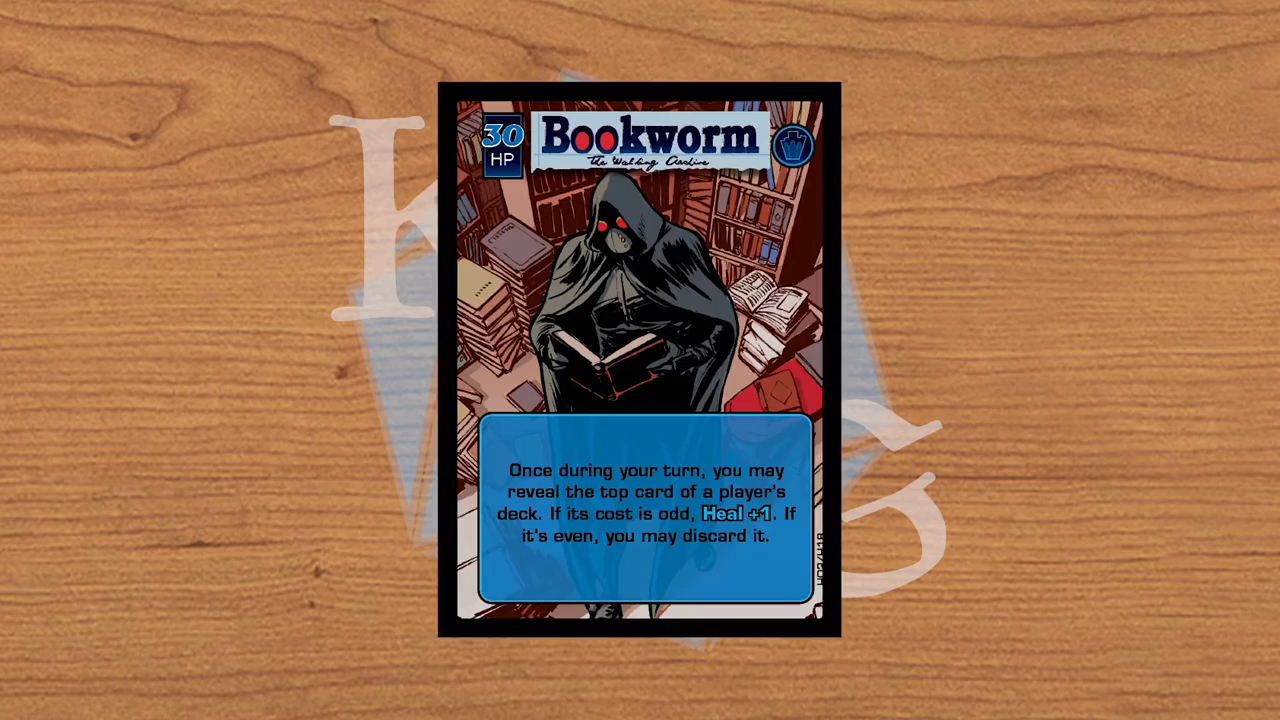 K
G
30
HP
Bookworm
The Walking Archive
Once during your turn, you may
reveal the top card of a player's
deck. If its cost is odd, Heal +1. If
it's even, you may discard it.